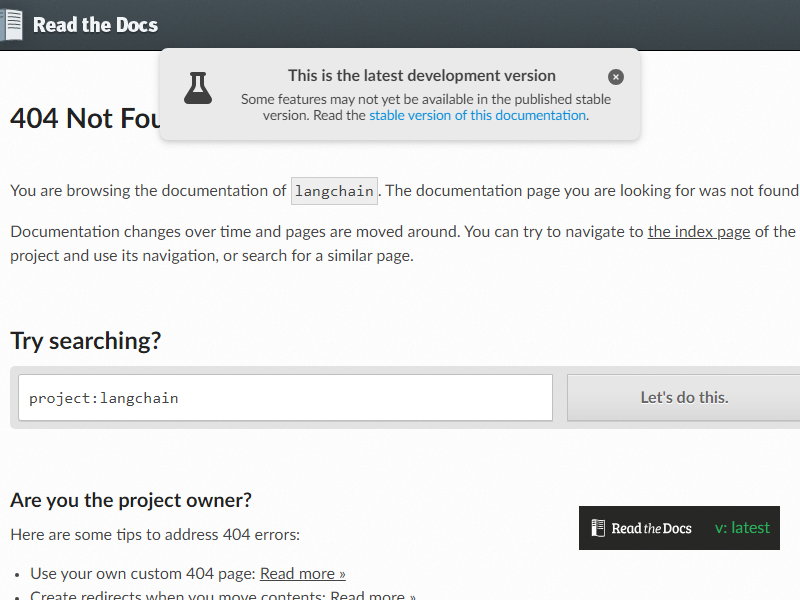 Read the Docs
This is the latest development version
Some features may not yet be available in the published stable
version. Read the stable version of this documentation.
404 Not Fou
You are browsing the documentation of langchain. The documentation page you are looking for was not found
Documentation changes over time and pages are moved around. You can try to navigate to the index page of the
project and use its navigation, or search for a similar page.
Try searching?
project:langchain
Let's do this.
Are you the project owner?
Here are some tips to address 404 errors:
Read the Docs v: latest
• Use your own custom 404 page: Read more »
• Create redirects when you move contents: Read more »